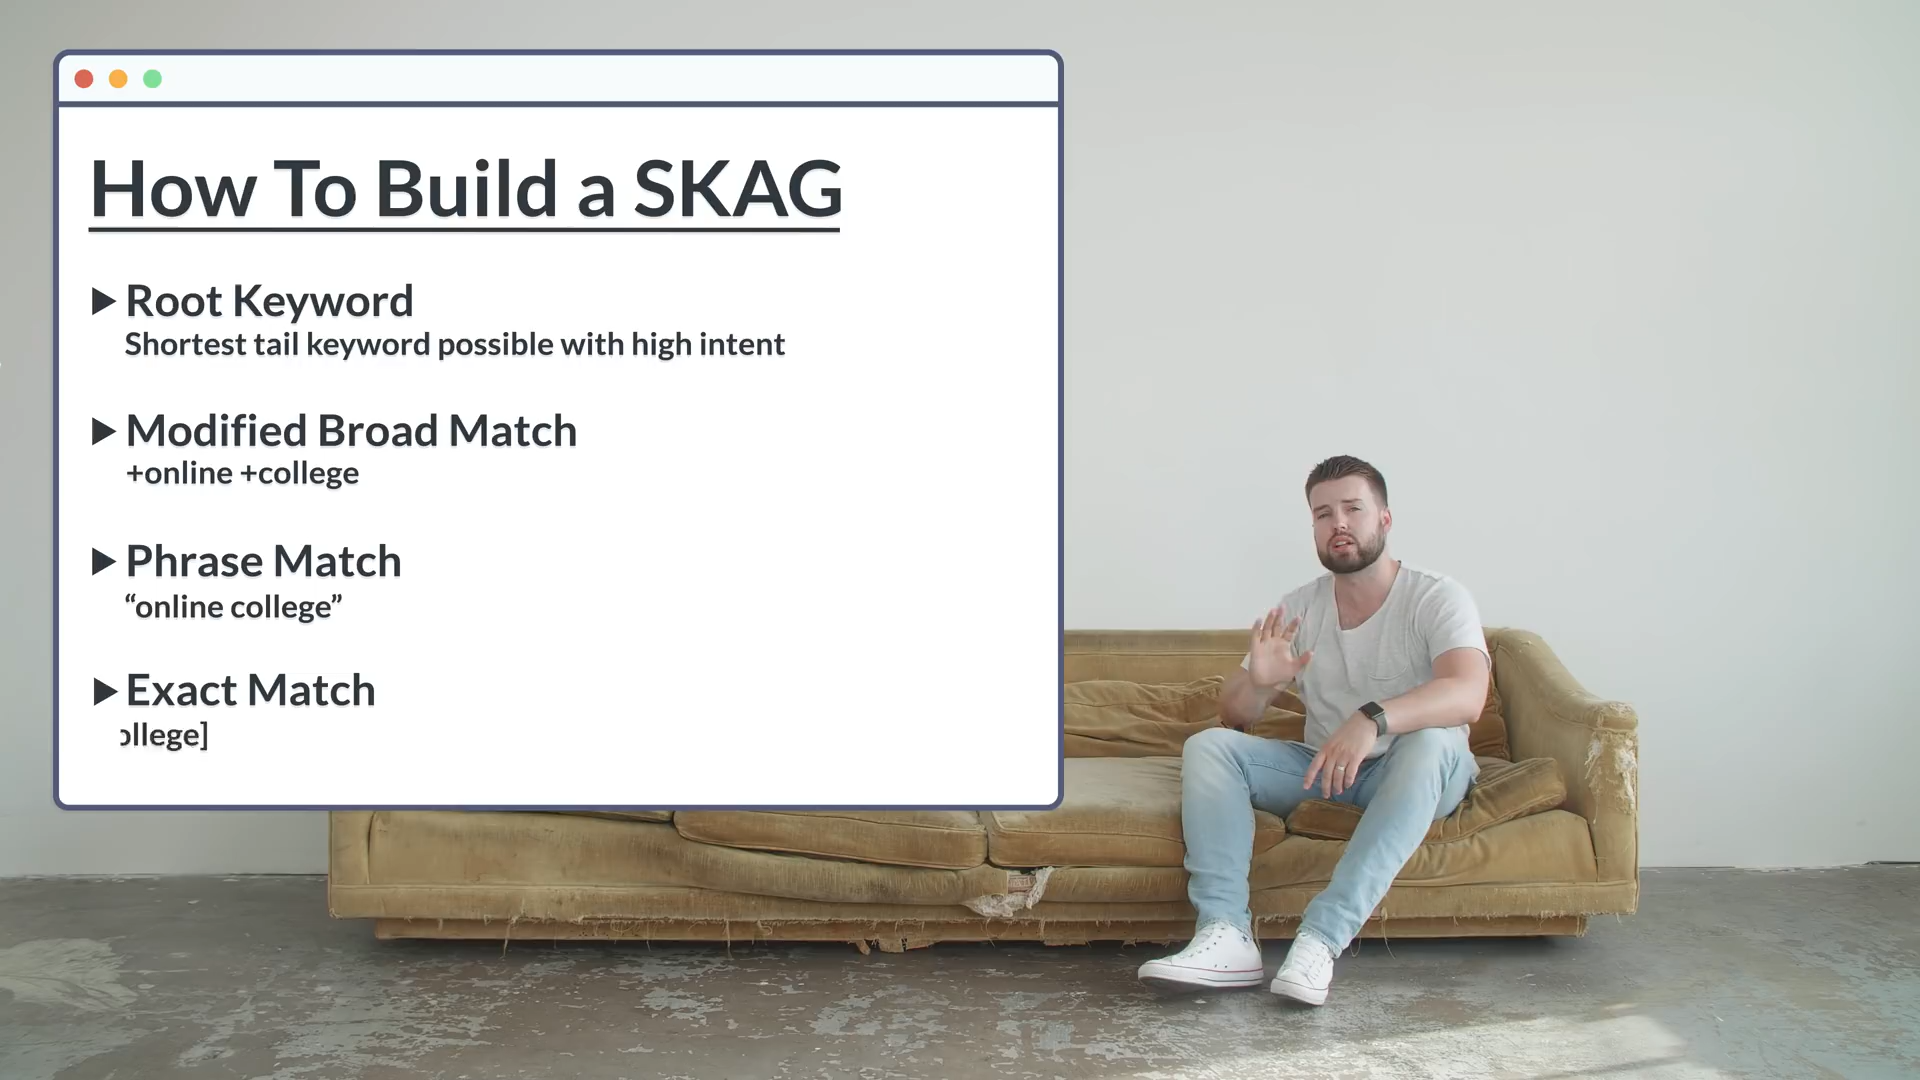 How To Build a SKAG
Root Keyword
Shortest tail keyword possible with high intent
Modified Broad Match
+online +college
Phrase Match
“online college”
Exact Match
ollege]